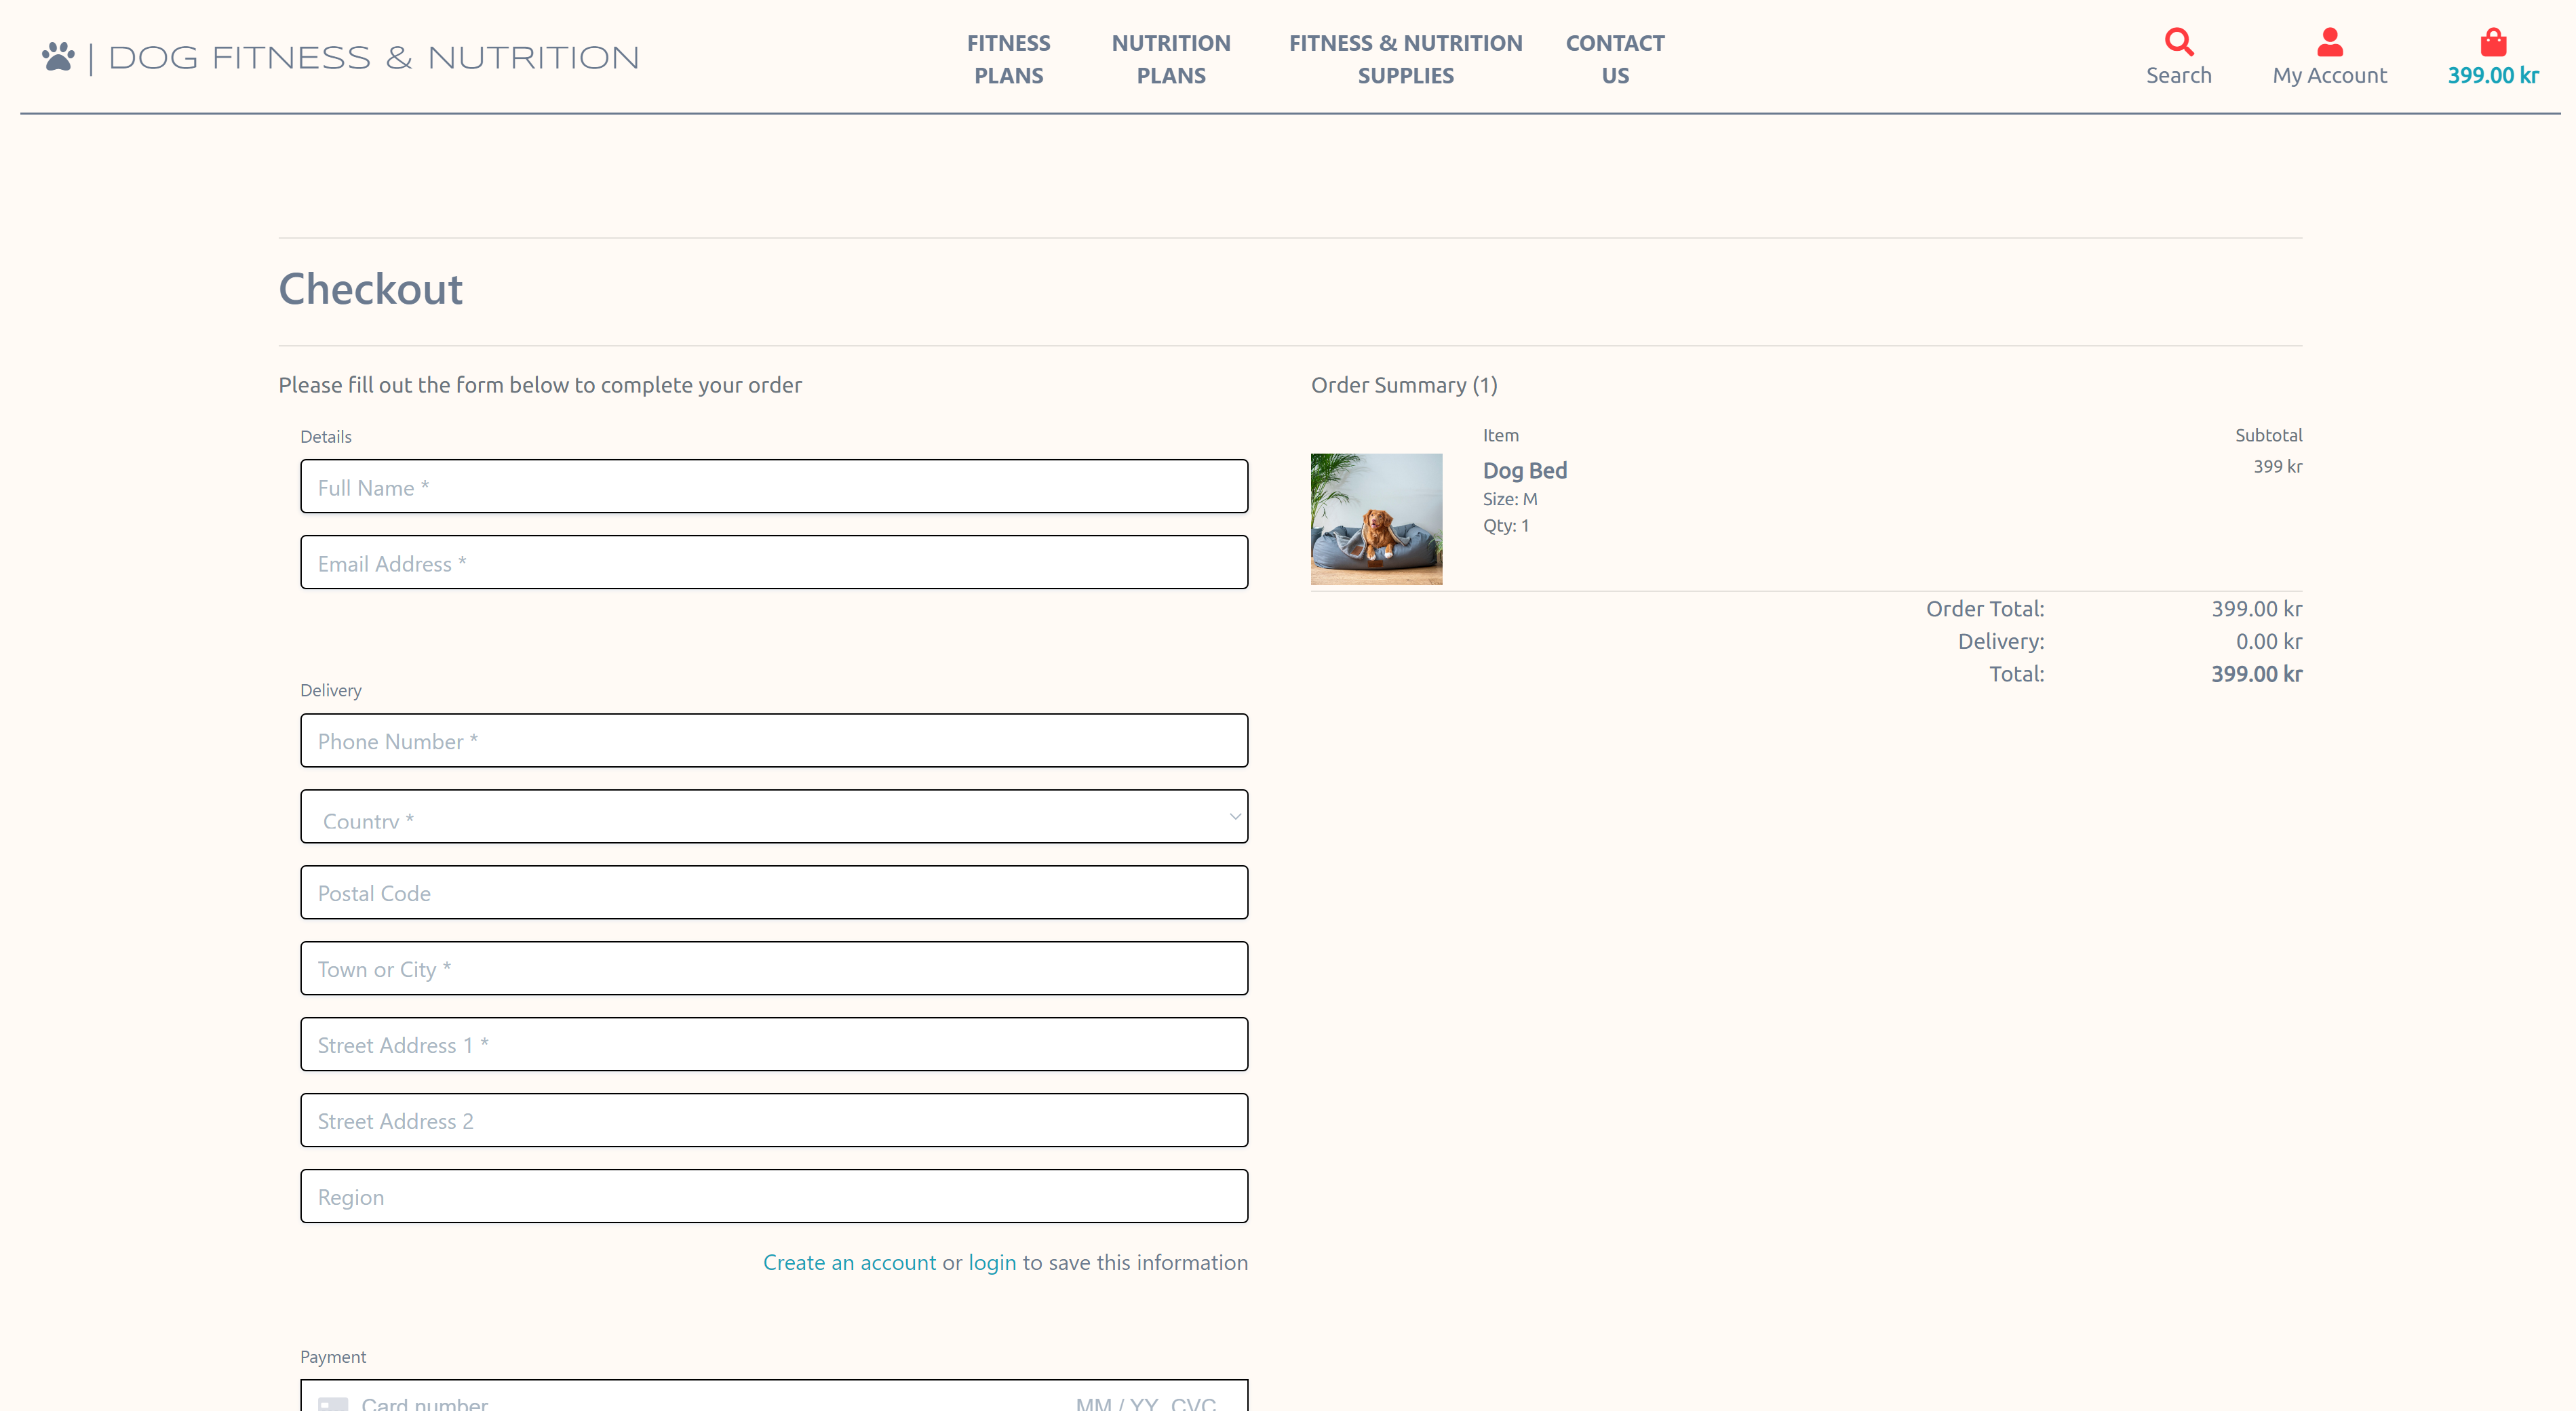 | DOG FITNESS & NUTRITION
FITNESS
PLANS
NUTRITION
PLANS
FITNESS & NUTRITION
SUPPLIES
CONTACT
US
Search
My Account
399.00 kr
Checkout
Please fill out the form below to complete your order
Details
Full Name *
Email Address *
Delivery
Phone Number *
Country *
Postal Code
Town or City *
Street Address 1 *
Street Address 2
Region
Create an account or login to save this information
Payment
Card number MM / YY CVC
Order Summary (1)
Item Subtotal
Dog Bed 399 kr
Size: M
Qty: 1
Order Total: 399.00 kr
Delivery: 0.00 kr
Total: 399.00 kr